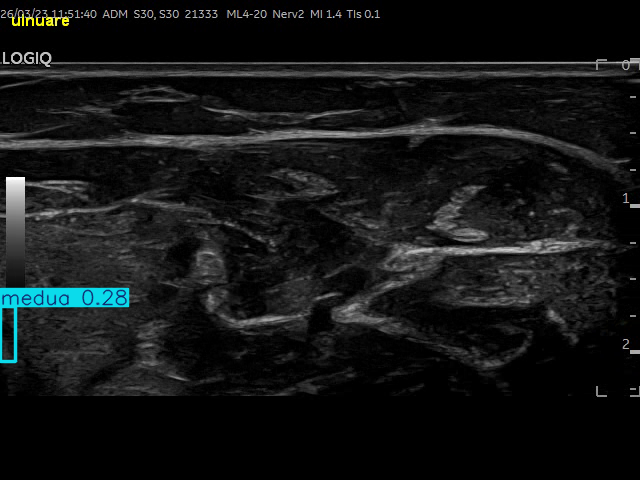 26/03/23 11:51:40 ADM S30, S30 21333 ML4-20 Nerv2 MI 1.4 TIs 0.1
uinuare
LOGIQ
0
1
medua 0.28
2